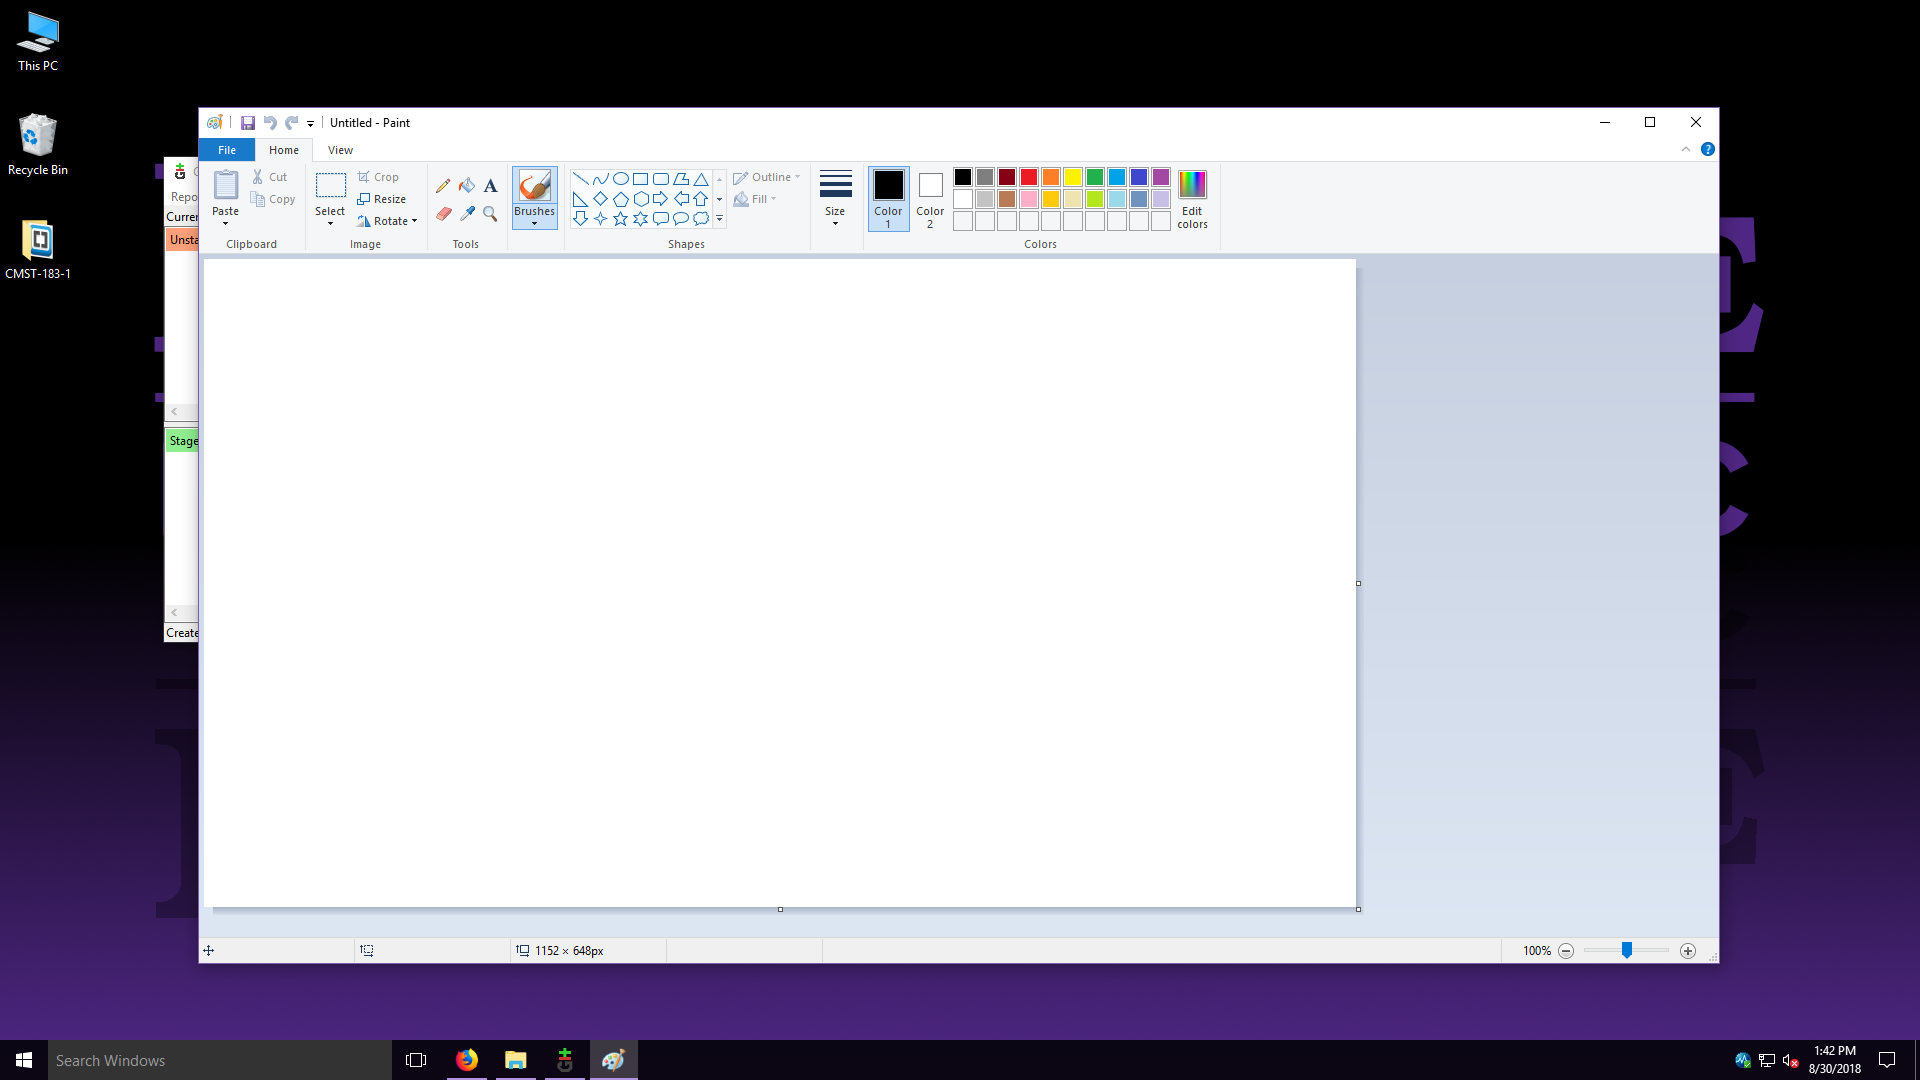 This PC
Recycle Bin
CMST-183-1
Untitled - Paint
File
Home
View
Paste
Cut
Copy
Clipboard
Select
Crop
Resize
Rotate
Image
A
Tools
Brushes
Shapes
Outline
Fill
Size
Color
1
Color
2
Edit
colors
Colors
?
Repo
Curren
Unsta
Stage
Create
1152 × 648px
100%
Search Windows
1:42 PM
8/30/2018